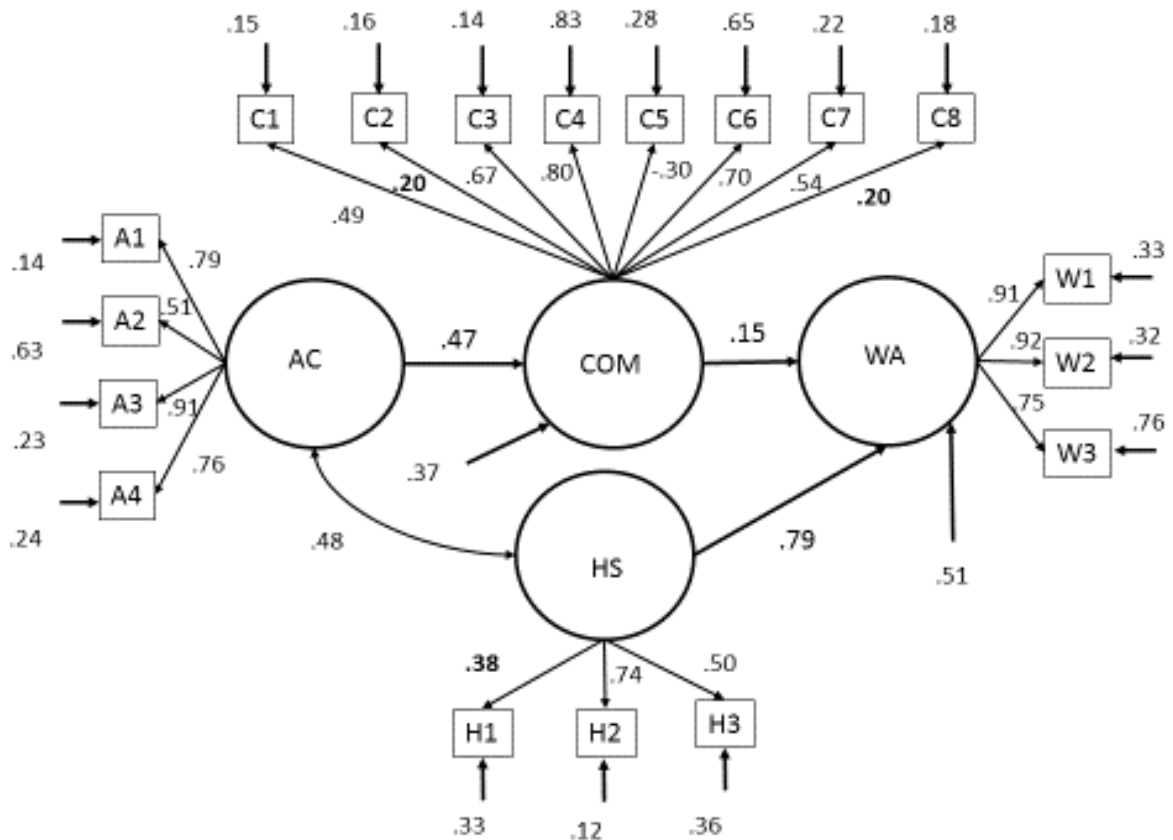 .15 .16 .14 .83 .28 .65 .22 .18
C1 C2 C3 C4 C5 C6 C7 C8
.49 .20 .67 .80 -.30 .70 .54 .20
A1 .79
.14
A2 .51
.63
A3 .91
.23
A4 .76
.24
AC .47 COM .15 WA
.91 W1 .33
.92 W2 .32
.75 W3 .76
.37
.48 HS .79
.51
.38 .74 .50
H1 H2 H3
.33 .12 .36